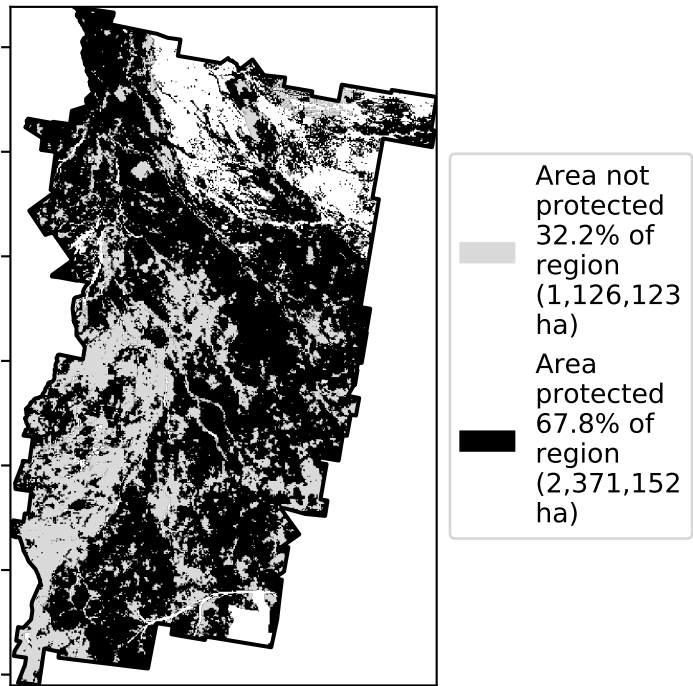 Area not
protected
32.2% of
region
(1,126,123
ha)
Area
protected
67.8% of
region
(2,371,152
ha)